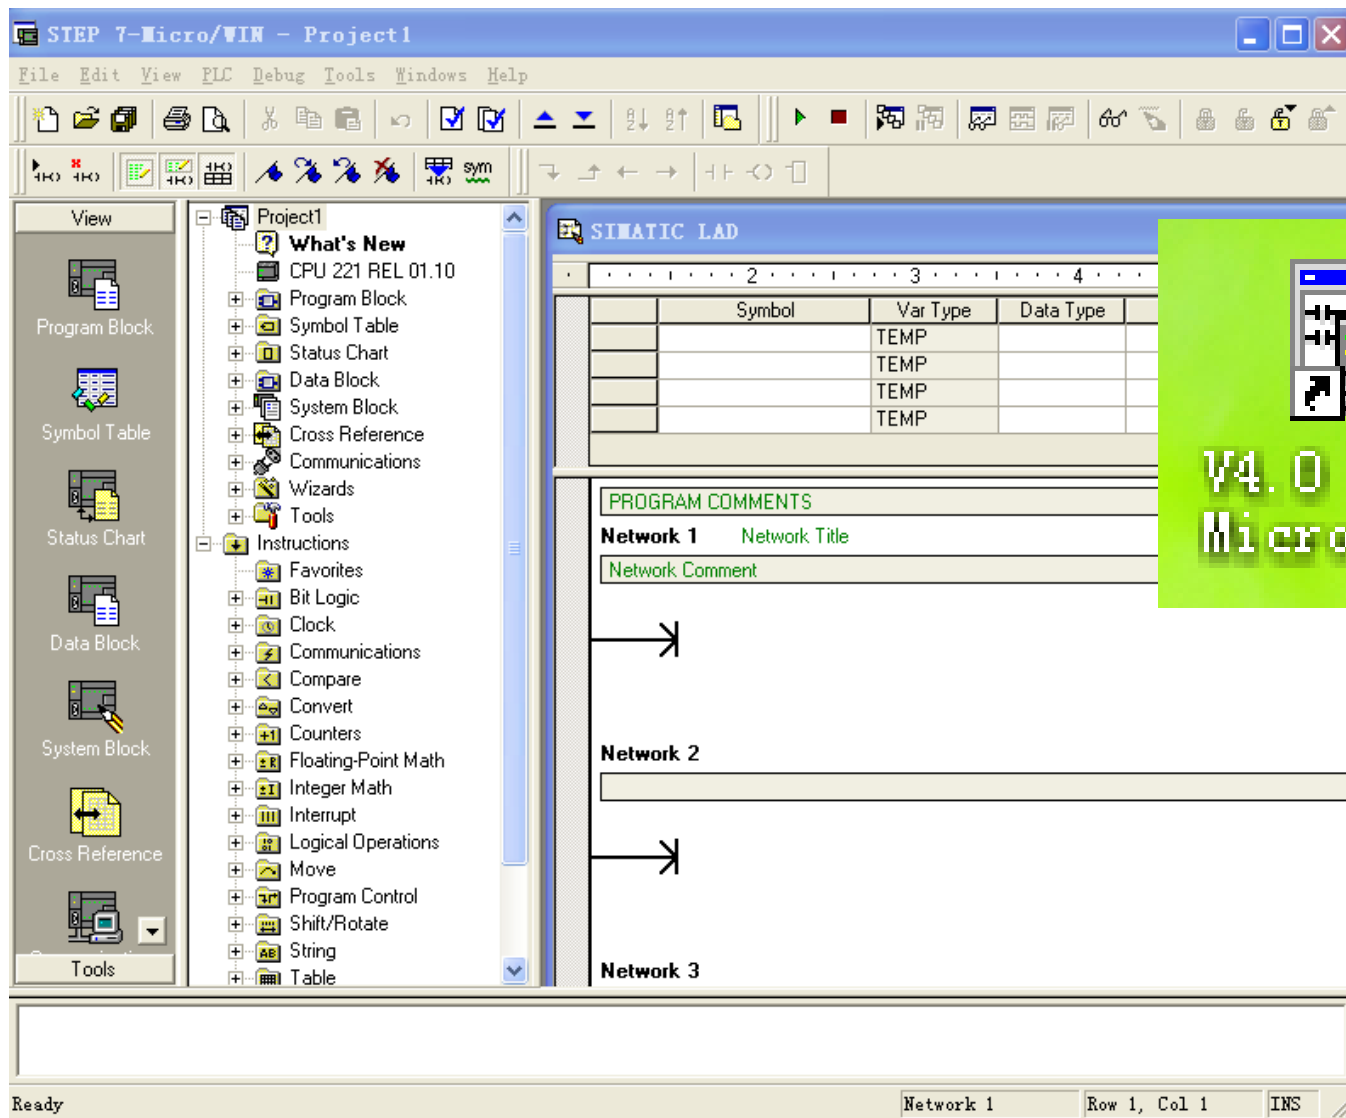 STEP 7-Micro/WIN - Project1
File Edit View PLC Debug Tools Windows Help
sym
View
Program Block
Symbol Table
Status Chart
Data Block
System Block
Cross Reference
Tools
Project1
What's New
CPU 221 REL 01.10
Program Block
Symbol Table
Status Chart
Data Block
System Block
Cross Reference
Communications
Wizards
Tools
Instructions
Favorites
Bit Logic
Clock
Communications
Compare
Convert
Counters
Floating-Point Math
Integer Math
Interrupt
Logical Operations
Move
Program Control
Shift/Rotate
String
Table
SIMATIC LAD
2 3 4
Symbol Var Type Data Type
TEMP
TEMP
TEMP
TEMP
PROGRAM COMMENTS
Network 1 Network Title
Network Comment
Network 2
Network 3
V4.0
Micro
Ready
Network 1
Row 1, Col 1
INS